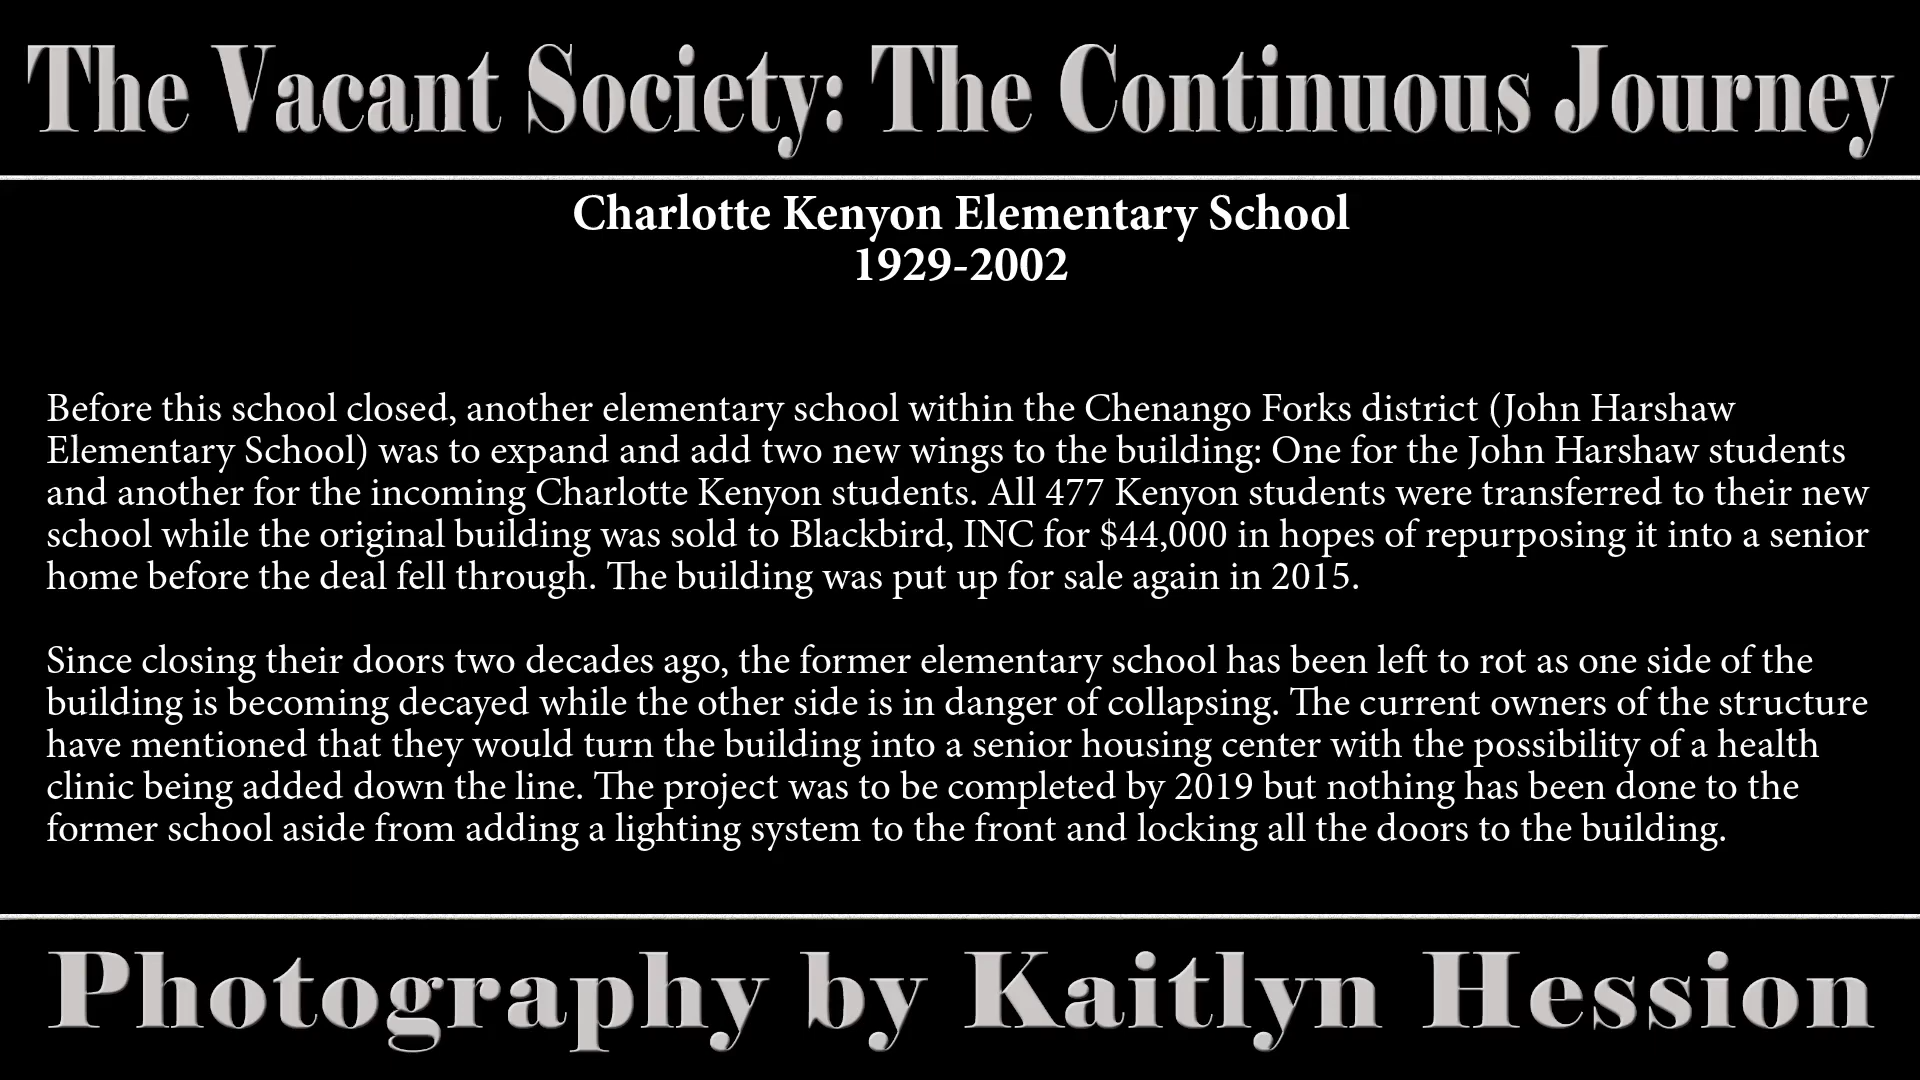 The Vacant Society: The Continuous Journey
Charlotte Kenyon Elementary School
1929-2002
Before this school closed, another elementary school within the Chenango Forks district (John Harshaw
Elementary School) was to expand and add two new wings to the building: One for the John Harshaw students
and another for the incoming Charlotte Kenyon students. All 477 Kenyon students were transferred to their new
school while the original building was sold to Blackbird, INC for $44,000 in hopes of repurposing it into a senior
home before the deal fell through. The building was put up for sale again in 2015.
Since closing their doors two decades ago, the former elementary school has been left to rot as one side of the
building is becoming decayed while the other side is in danger of collapsing. The current owners of the structure
have mentioned that they would turn the building into a senior housing center with the possibility of a health
clinic being added down the line. The project was to be completed by 2019 but nothing has been done to the
former school aside from adding a lighting system to the front and locking all the doors to the building.
Photography by Kaitlyn Hession